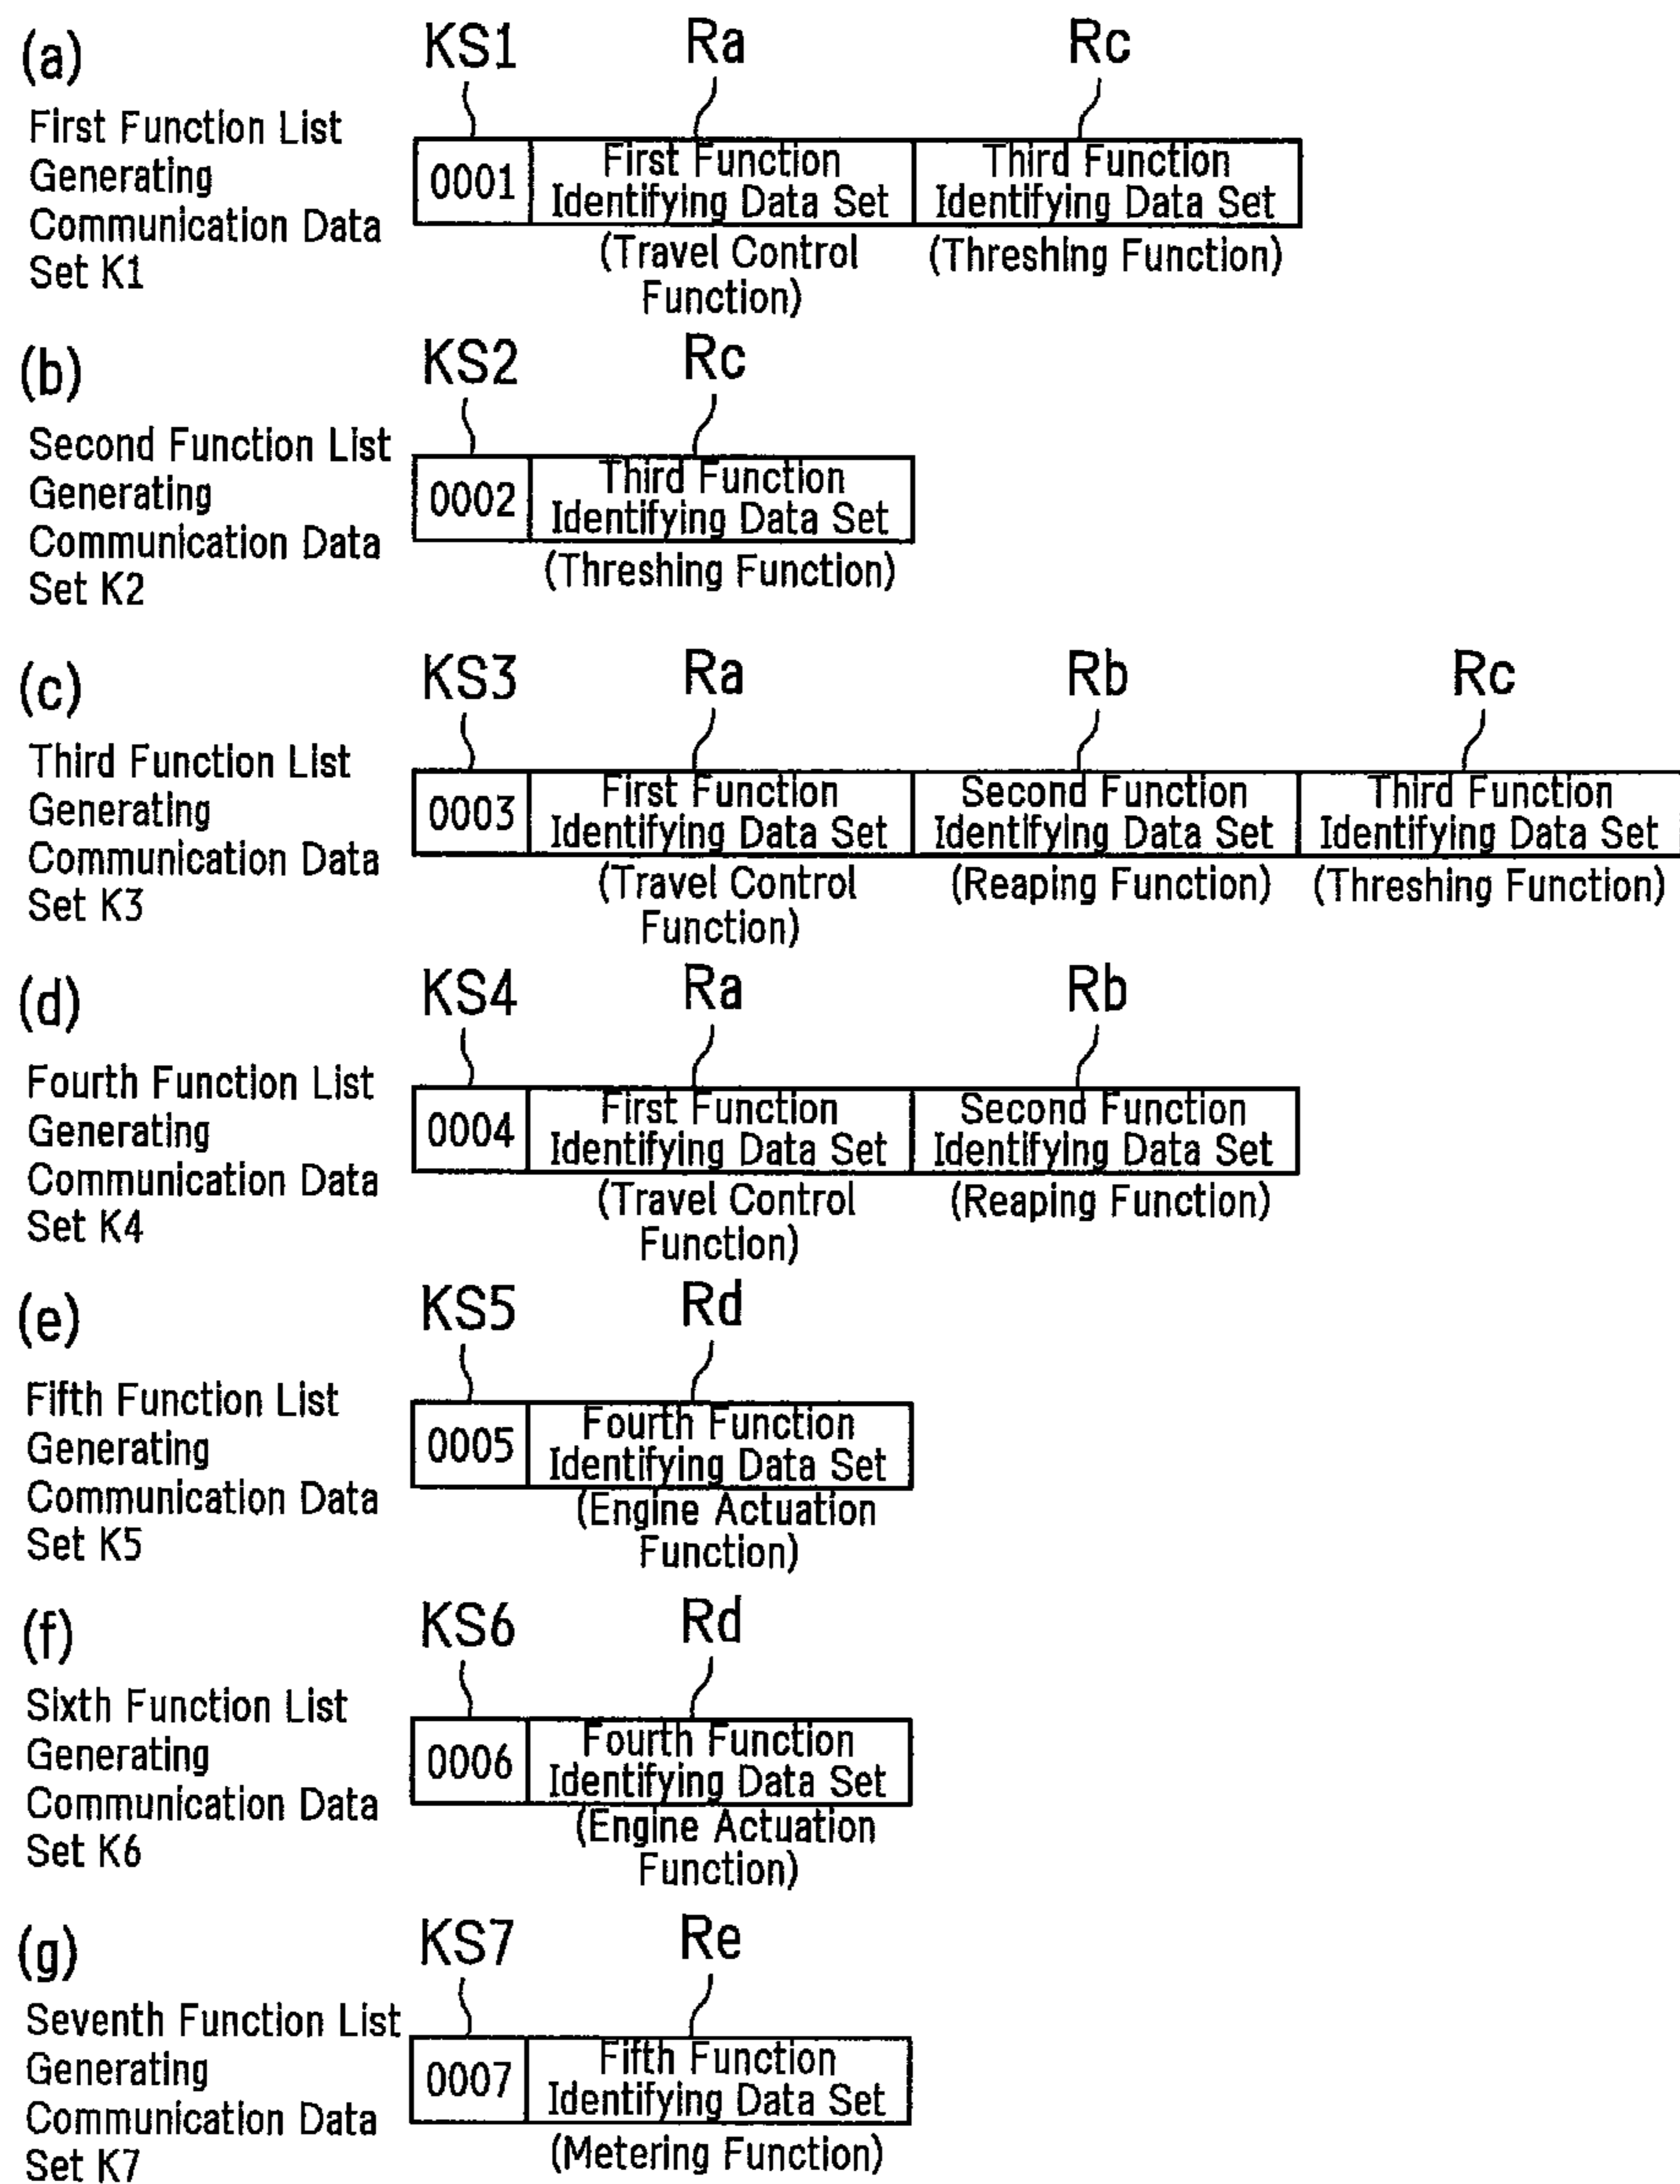 (a)
KS1 Ra Rc
First Function List
Generating
Communication Data
Set K1
0001
First Function
Identifying Data Set
(Travel Control
Function)
Third Function
Identifying Data Set
(Threshing Function)
(b)
KS2 Rc
Second Function List
Generating
Communication Data
Set K2
0002
Third Function
Identifying Data Set
(Threshing Function)
(c)
KS3 Ra Rb Rc
Third Function List
Generating
Communication Data
Set K3
0003
First Function
Identifying Data Set
(Travel Control
Function)
Second Function
Identifying Data Set
(Reaping Function)
Third Function
Identifying Data Set
(Threshing Function)
(d)
KS4 Ra Rb
Fourth Function List
Generating
Communication Data
Set K4
0004
First Function
Identifying Data Set
(Travel Control
Function)
Second Function
Identifying Data Set
(Reaping Function)
(e)
KS5 Rd
Fifth Function List
Generating
Communication Data
Set K5
0005
Fourth Function
Identifying Data Set
(Engine Actuation
Function)
(f)
KS6 Rd
Sixth Function List
Generating
Communication Data
Set K6
0006
Fourth Function
Identifying Data Set
(Engine Actuation
Function)
(g)
KS7 Re
Seventh Function List
Generating
Communication Data
Set K7
0007
Fifth Function
Identifying Data Set
(Metering Function)